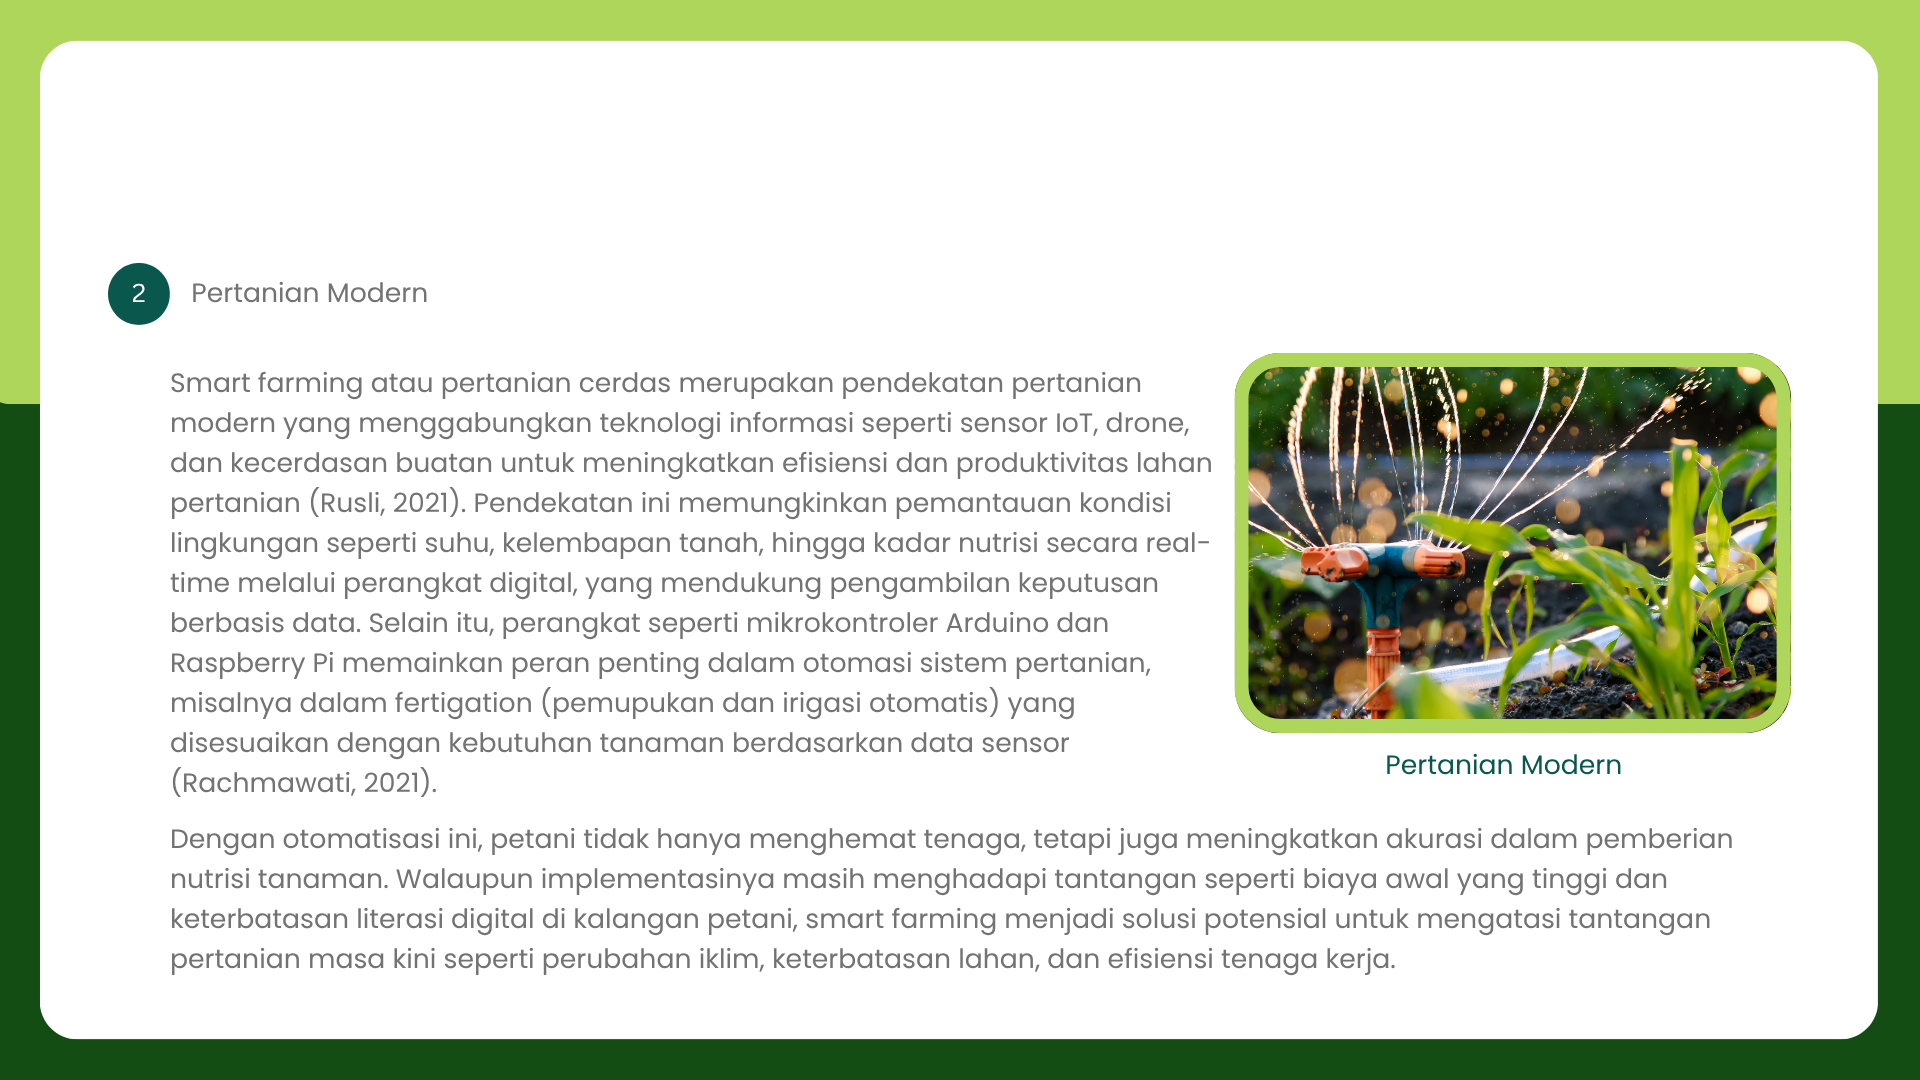 2
Pertanian Modern
Smart farming atau pertanian cerdas merupakan pendekatan pertanian
modern yang menggabungkan teknologi informasi seperti sensor IoT, drone,
dan kecerdasan buatan untuk meningkatkan efisiensi dan produktivitas lahan
pertanian (Rusli, 2021). Pendekatan ini memungkinkan pemantauan kondisi
lingkungan seperti suhu, kelembapan tanah, hingga kadar nutrisi secara real-
time melalui perangkat digital, yang mendukung pengambilan keputusan
berbasis data. Selain itu, perangkat seperti mikrokontroler Arduino dan
Raspberry Pi memainkan peran penting dalam otomasi sistem pertanian,
misalnya dalam fertigation (pemupukan dan irigasi otomatis) yang
disesuaikan dengan kebutuhan tanaman berdasarkan data sensor
(Rachmawati, 2021).
Pertanian Modern
Dengan otomatisasi ini, petani tidak hanya menghemat tenaga, tetapi juga meningkatkan akurasi dalam pemberian
nutrisi tanaman. Walaupun implementasinya masih menghadapi tantangan seperti biaya awal yang tinggi dan
keterbatasan literasi digital di kalangan petani, smart farming menjadi solusi potensial untuk mengatasi tantangan
pertanian masa kini seperti perubahan iklim, keterbatasan lahan, dan efisiensi tenaga kerja.